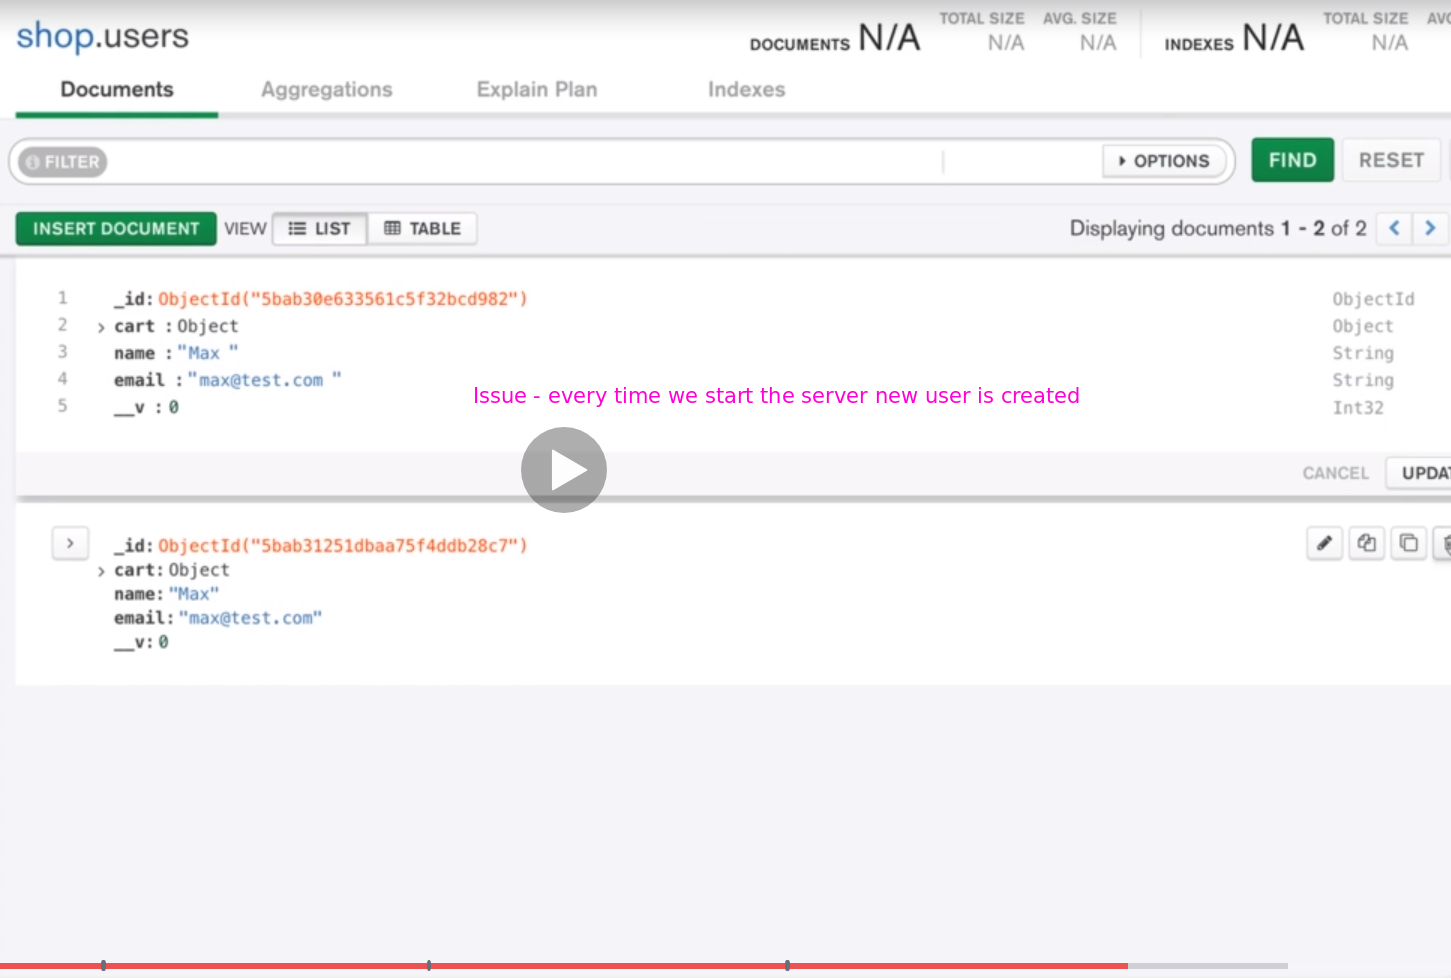 shop.users
DOCUMENTS N/A
TOTAL SIZE AVG. SIZE
N/A N/A
INDEXES N/A
TOTAL SIZE
N/A
Documents Aggregations Explain Plan Indexes
FILTER
OPTIONS
FIND
RESET
INSERT DOCUMENT VIEW LIST TABLE
Displaying documents 1 - 2 of 2
1 _id: ObjectId("5bab30e633561c5f32bcd982") ObjectId
2 > cart : Object Object
3 name : "Max " String
4 email : "max@test.com " String
5 __v : 0 Int32
Issue - every time we start the server new user is created
CANCEL
_id: ObjectId("5bab31251dbaa75f4ddb28c7")
> cart: Object
name: "Max"
email: "max@test.com"
__v: 0